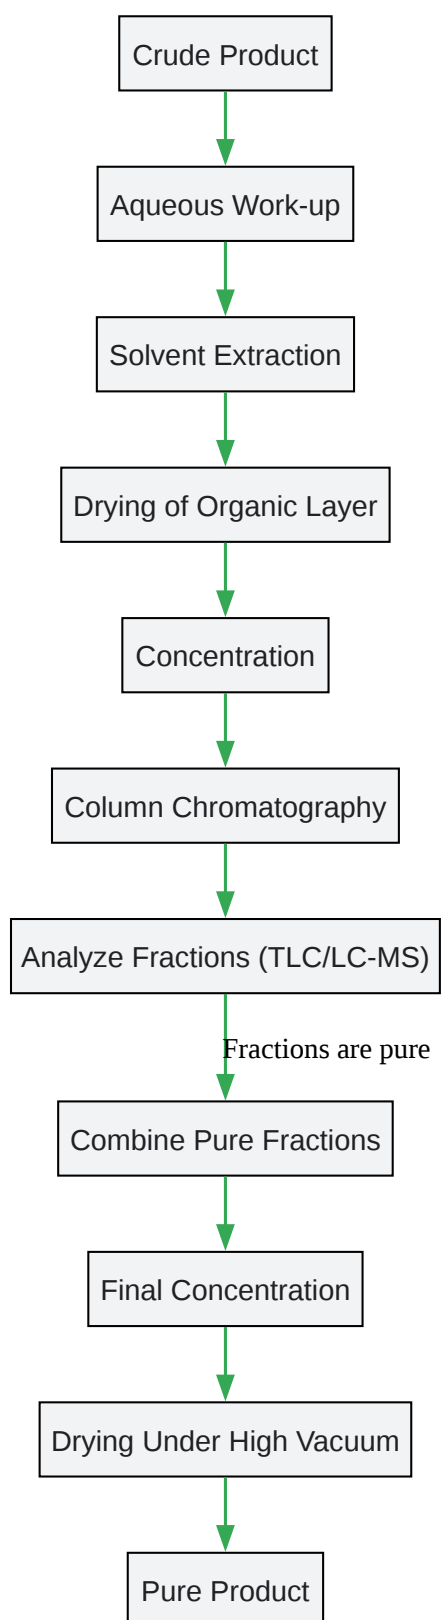 Crude Product
Aqueous Work-up
Solvent Extraction
Drying of Organic Layer
Concentration
Column Chromatography
Analyze Fractions (TLC/LC-MS)
Fractions are pure
Combine Pure Fractions
Final Concentration
Drying Under High Vacuum
Pure Product